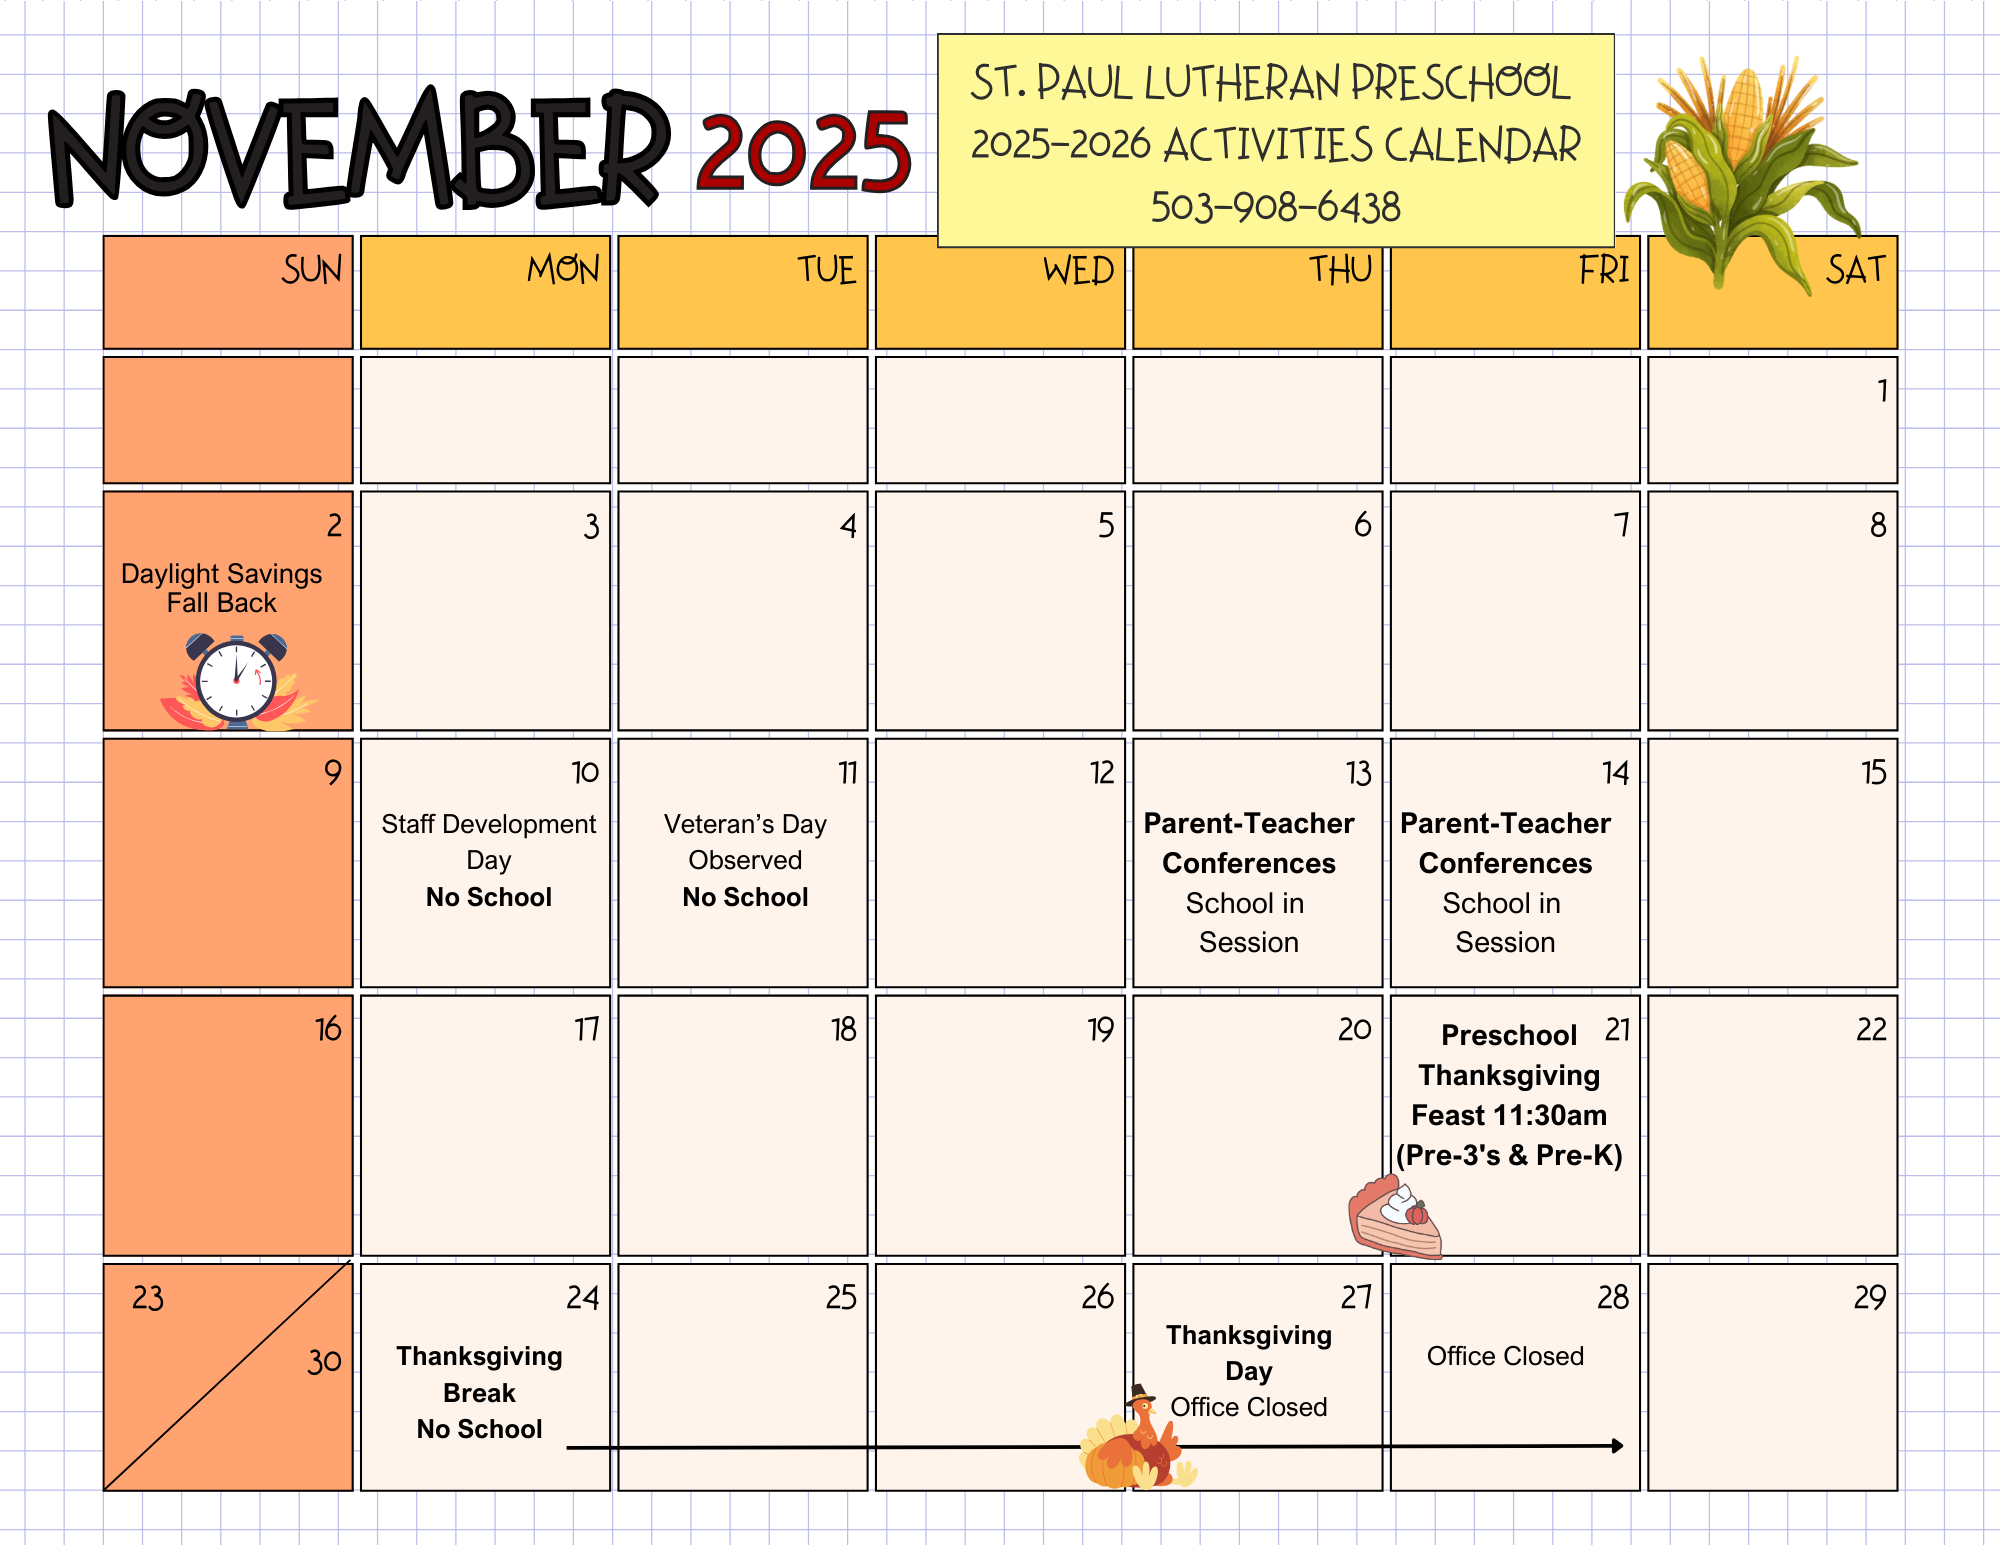 NOVEMBER 2025
ST. PAUL LUTHERAN PRESCHOOL
2025-2026 ACTIVITIES CALENDAR
503-908-6438
SUN MON TUE WED THU FRI SAT
1
2 3 4 5 6 7 8
Daylight Savings
Fall Back
9 10 11 12 13 14 15
Staff Development
Day
No School
Veteran's Day
Observed
No School
Parent-Teacher
Conferences
School in
Session
Parent-Teacher
Conferences
School in
Session
16 17 18 19 20 21 22
Preschool
Thanksgiving
Feast 11:30am
(Pre-3's & Pre-K)
23 24 25 26 27 28 29
30
Thanksgiving
Break
No School
Thanksgiving
Day
Office Closed
Office Closed